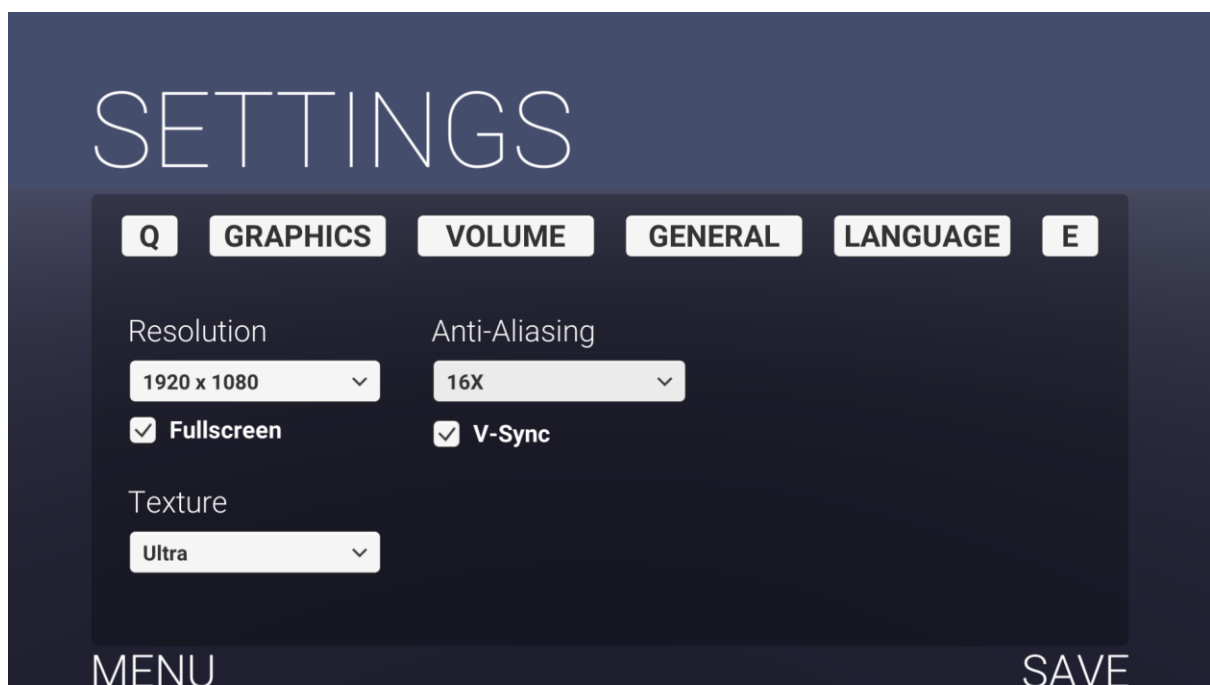 SETTINGS
Q GRAPHICS VOLUME GENERAL LANGUAGE E
Resolution Anti-Aliasing
1920 x 1080 16X
Fullscreen V-Sync
Texture
Ultra
MENU SAVE